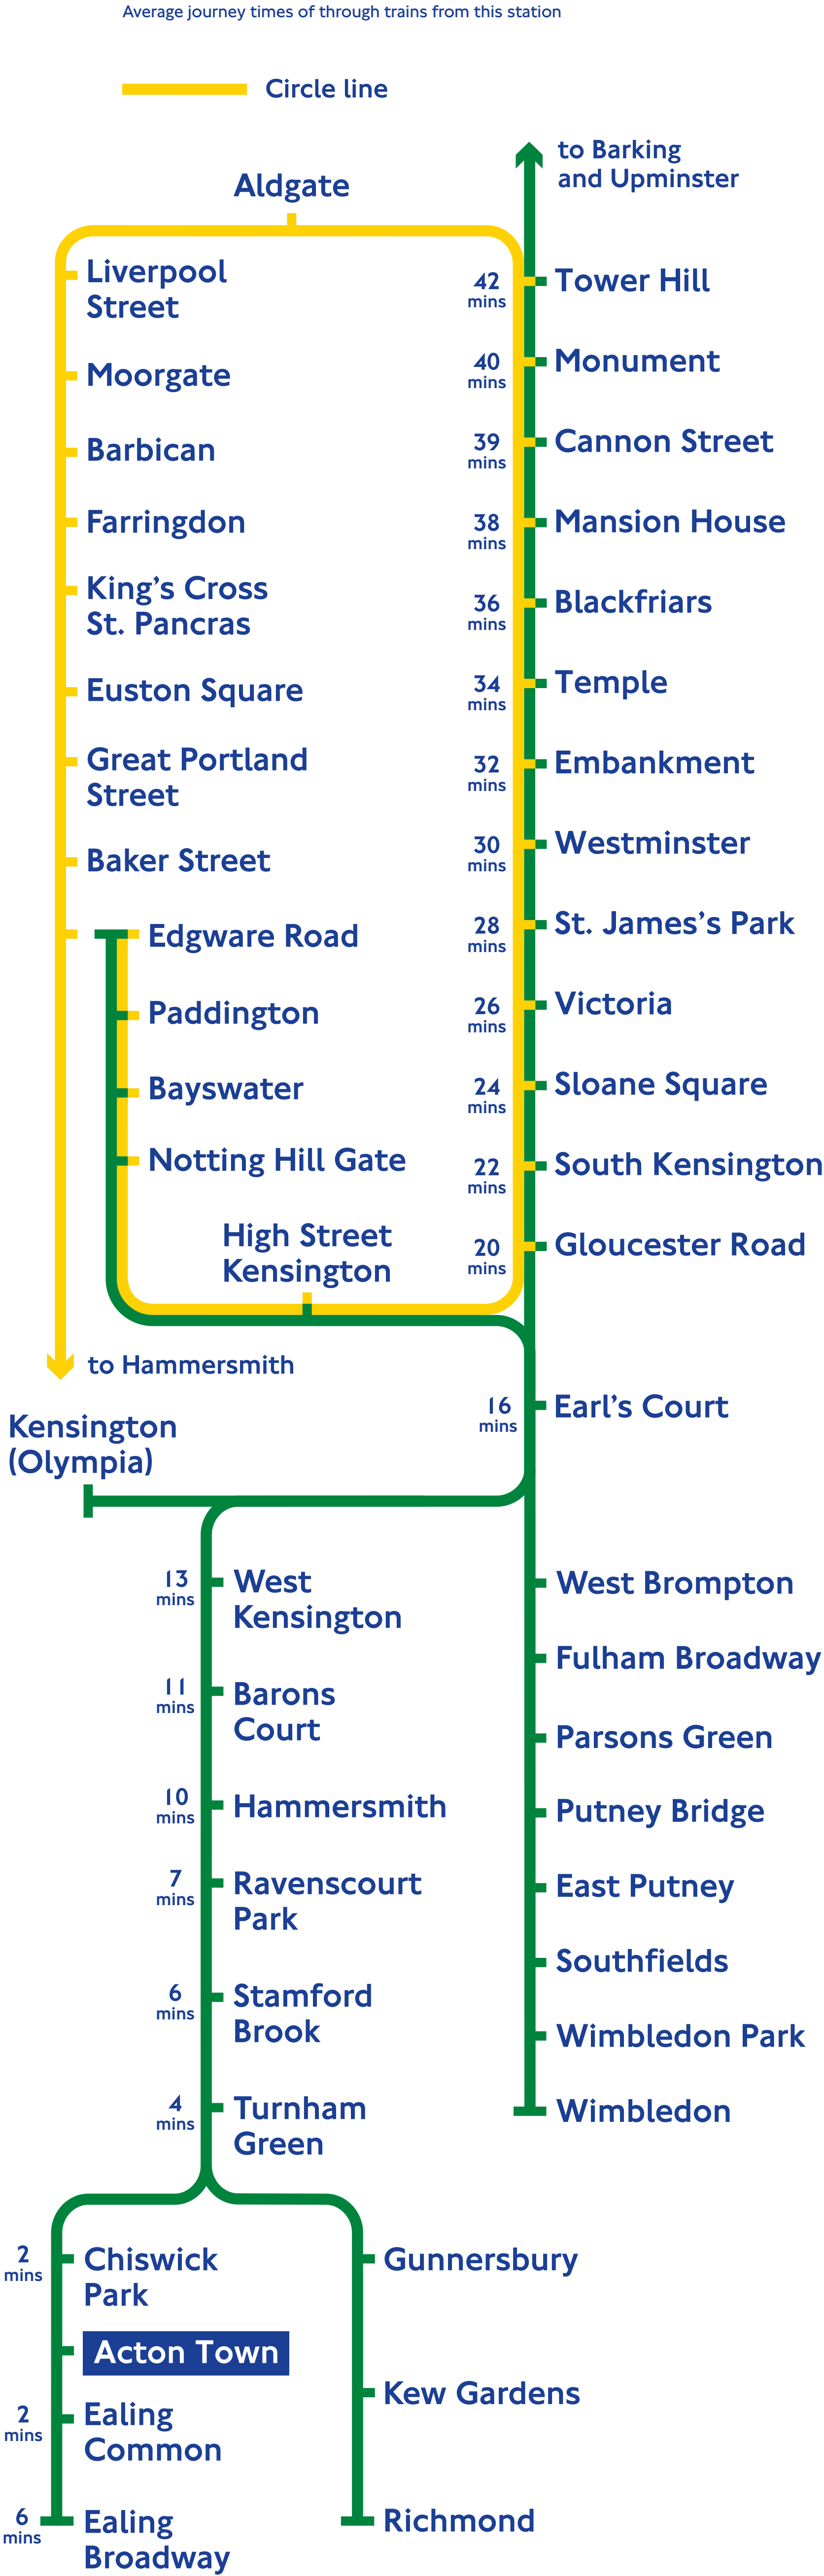 Average journey times of through trains from this station
Circle line
to Barking
and Upminster
Aldgate
Liverpool
Street
Moorgate
Barbican
Farringdon
King's Cross
St. Pancras
Euston Square
Great Portland
Street
Baker Street
Edgware Road
Paddington
Bayswater
Notting Hill Gate
High Street
Kensington
to Hammersmith
42
mins
Tower Hill
40
mins
Monument
39
mins
Cannon Street
38
mins
Mansion House
36
mins
Blackfriars
34
mins
Temple
32
mins
Embankment
30
mins
Westminster
28
mins
St. James's Park
26
mins
Victoria
24
mins
Sloane Square
22
mins
South Kensington
20
mins
Gloucester Road
16
mins
Earl's Court
Kensington
(Olympia)
13
mins
West
Kensington
11
mins
Barons
Court
10
mins
Hammersmith
7
mins
Ravenscourt
Park
6
mins
Stamford
Brook
4
mins
Turnham
Green
West Brompton
Fulham Broadway
Parsons Green
Putney Bridge
East Putney
Southfields
Wimbledon Park
Wimbledon
2
mins
Chiswick
Park
Acton Town
2
mins
Ealing
Common
6
mins
Ealing
Broadway
Gunnersbury
Kew Gardens
Richmond